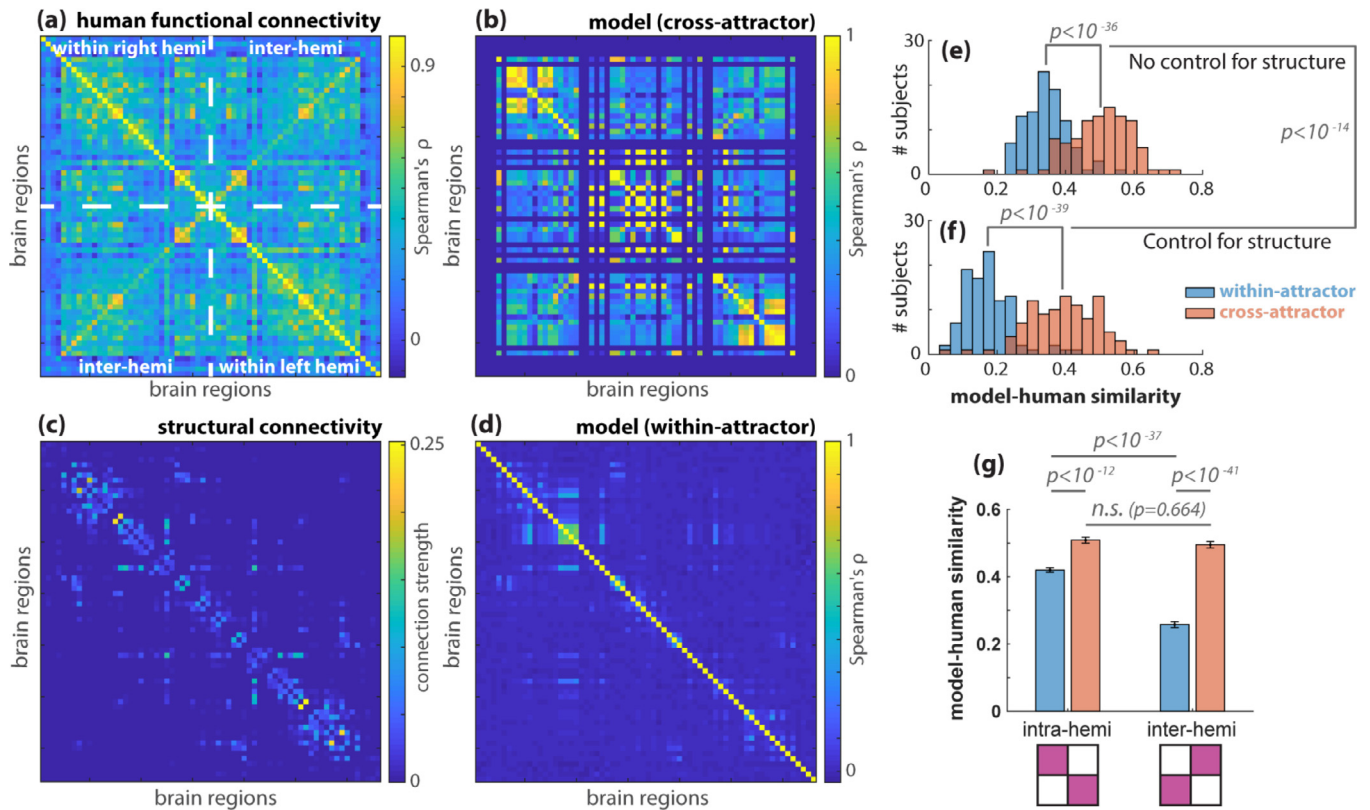 (a) human functional connectivity
within right hemi
inter-hemi
inter-hemi
within left hemi
brain regions
brain regions
0.9
0
Spearman's ρ
(b) model (cross-attractor)
brain regions
1
0
Spearman's ρ
(c) structural connectivity
brain regions
brain regions
0.25
0
connection strength
(d) model (within-attractor)
brain regions
1
0
Spearman's ρ
(e)
p<10 -36
No control for structure
p<10 -14
# subjects
30
0
0 0.2 0.4 0.6 0.8
(f)
p<10 -39
Control for structure
# subjects
30
0
within-attractor
cross-attractor
0 0.2 0.4 0.6 0.8
model-human similarity
(g)
p<10 -37
p<10 -12
p<10 -41
n.s. (p=0.664)
model-human similarity
0.6
0.4
0.2
0
intra-hemi
inter-hemi